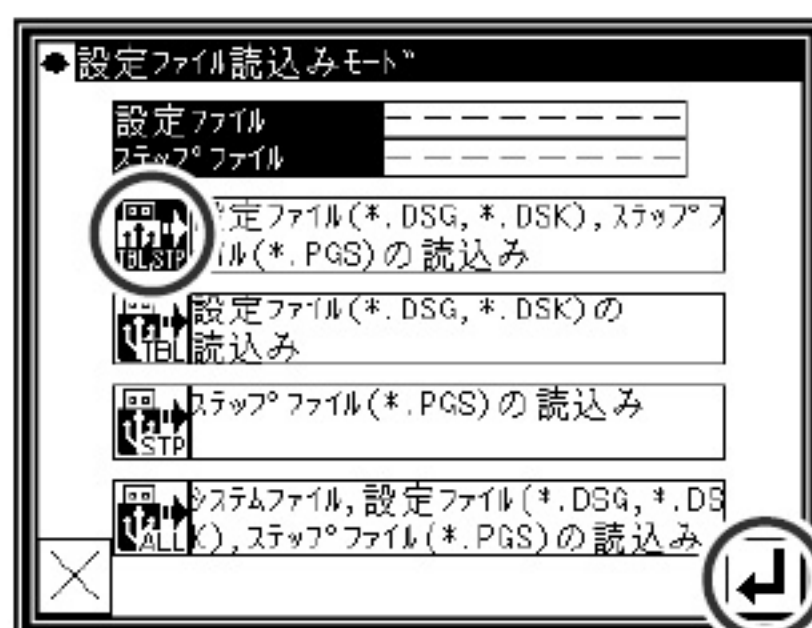 設定ファイル読込みモード
設定ファイル -----------
ステップファイル -----------
TBL,STP 定ファイル(*.DSG,*.DSK),ステップフ
イル(*.PGS)の読込み
設定ファイル(*.DSG,*.DSK)の
TBL 読込み
ステップファイル(*.PGS)の読込み
STP
システムファイル,設定ファイル(*.DSG,*.DS
ALL K),ステップファイル(*.PGS)の読込み